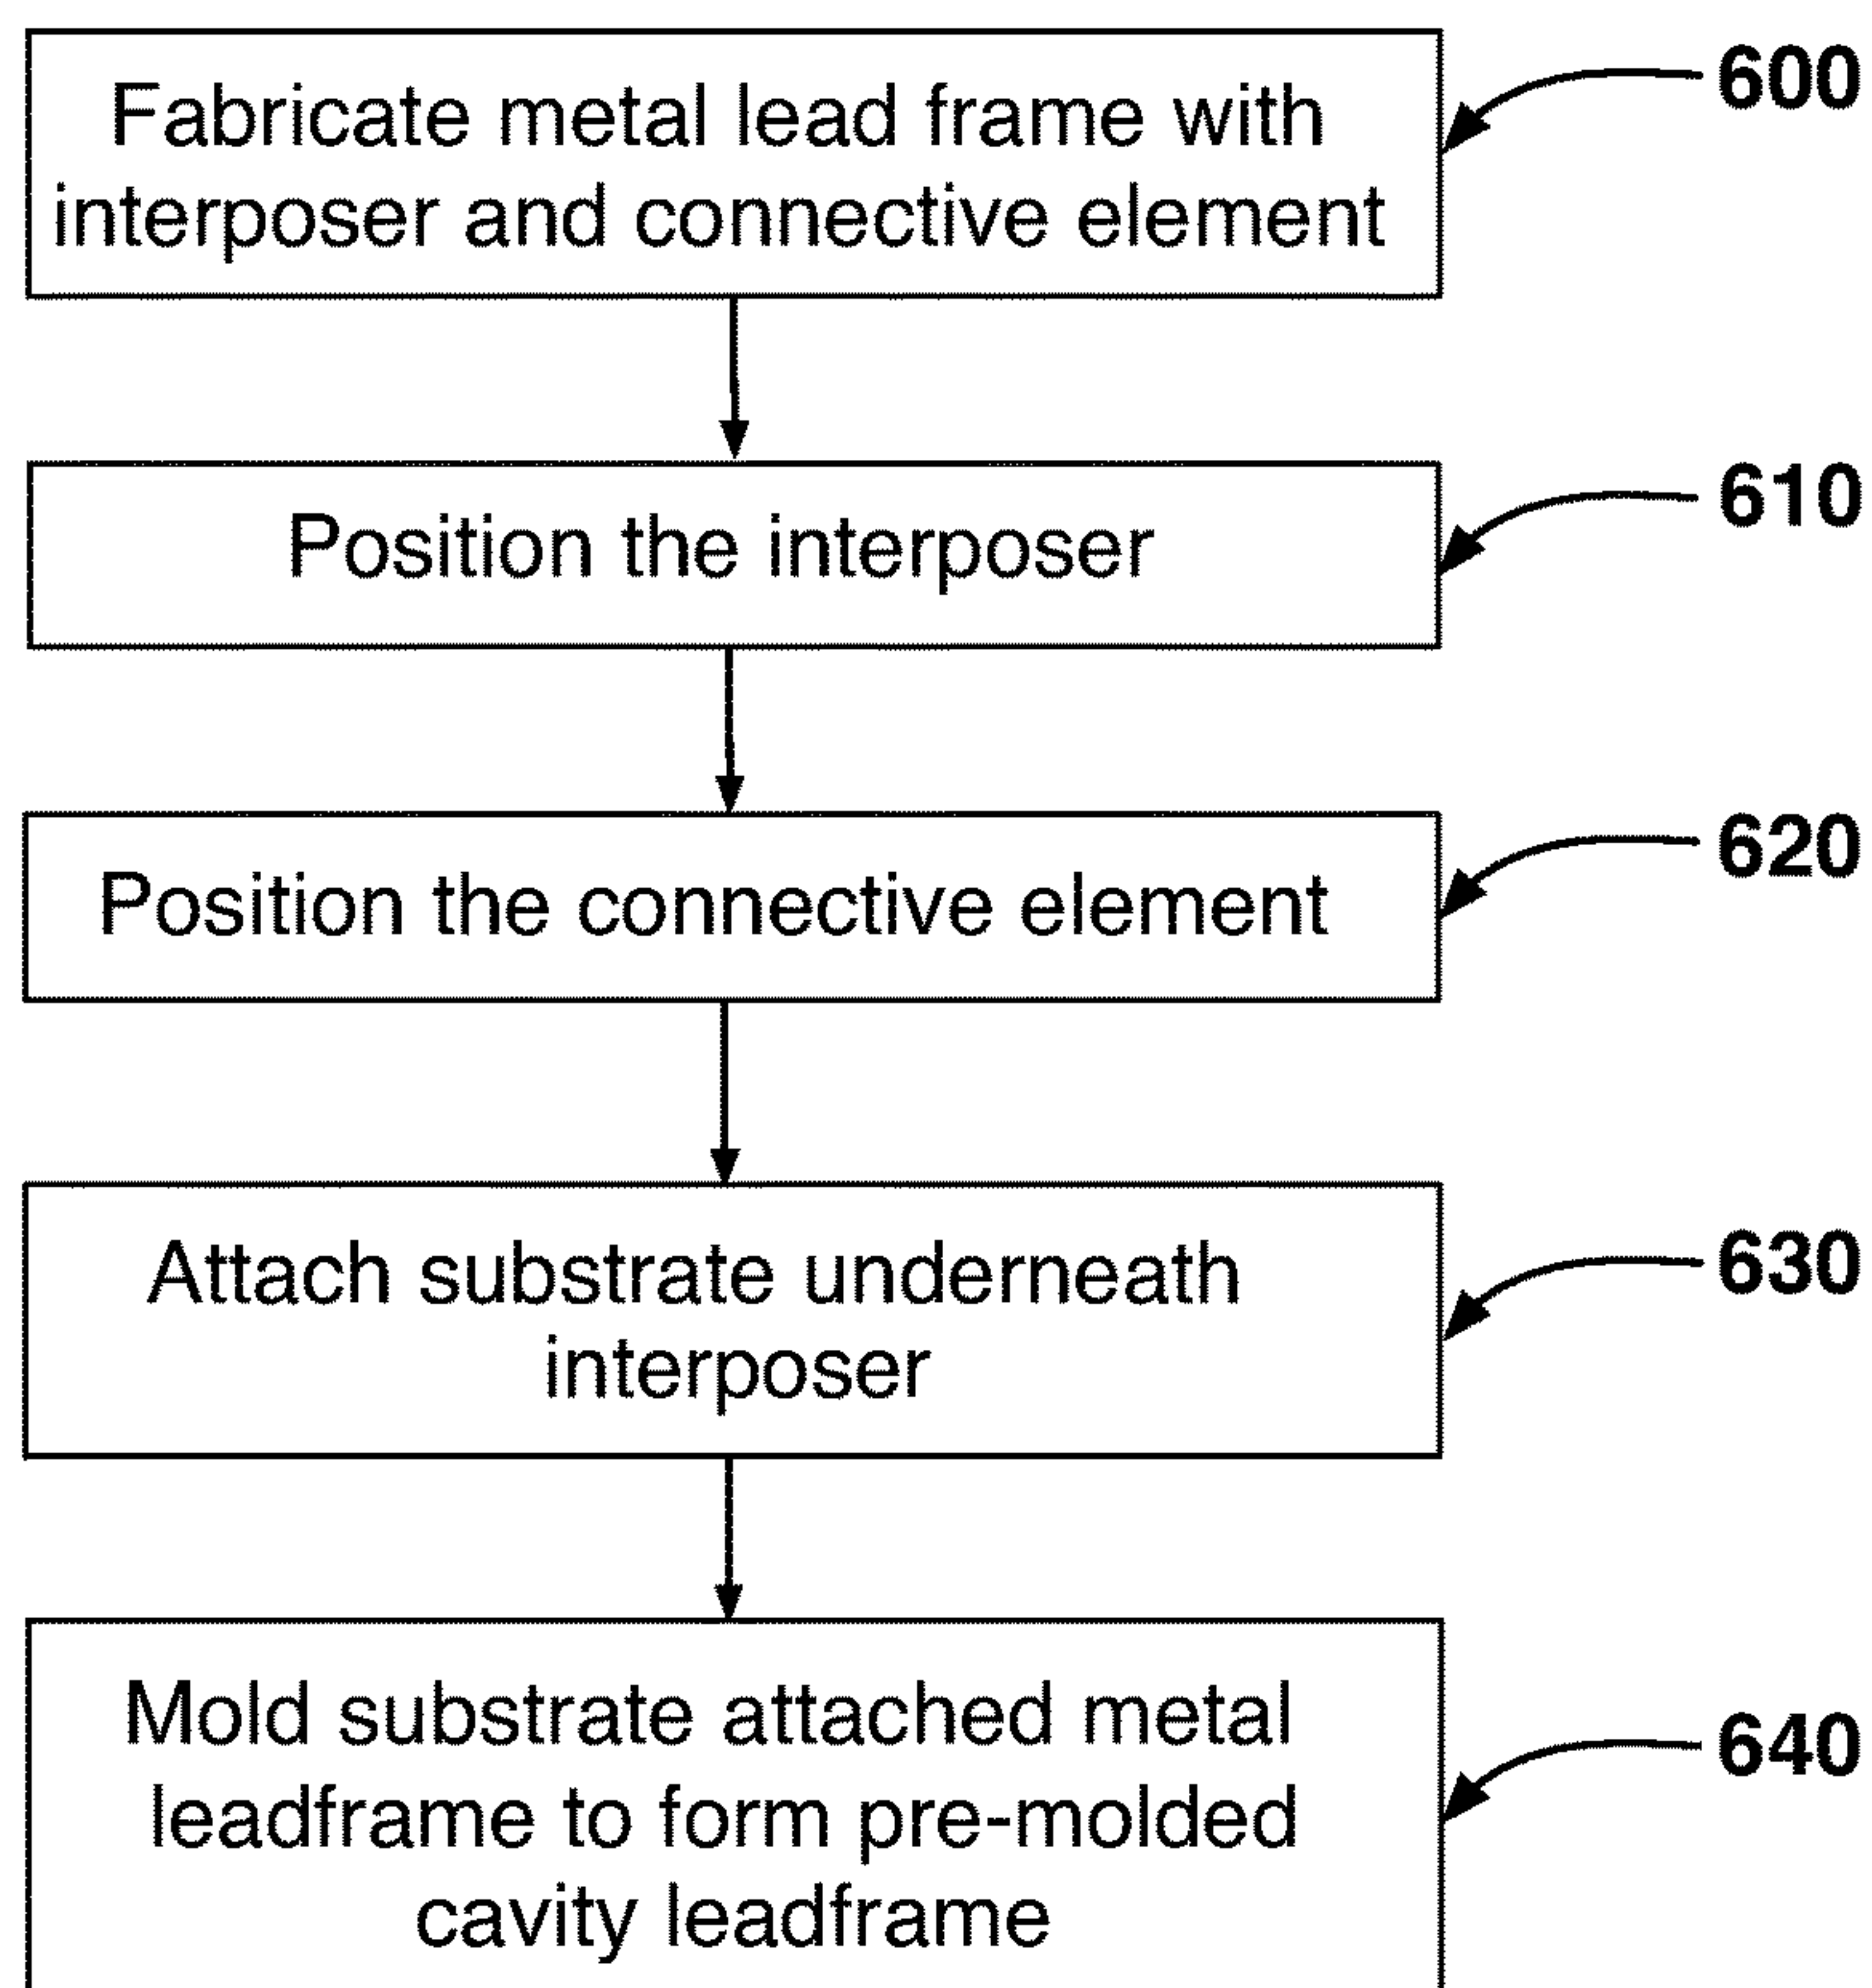 Fabricate metal lead frame with
interposer and connective element
600
Position the interposer
610
Position the connective element
620
Attach substrate underneath
interposer
630
Mold substrate attached metal
leadframe to form pre-molded
cavity leadframe
640